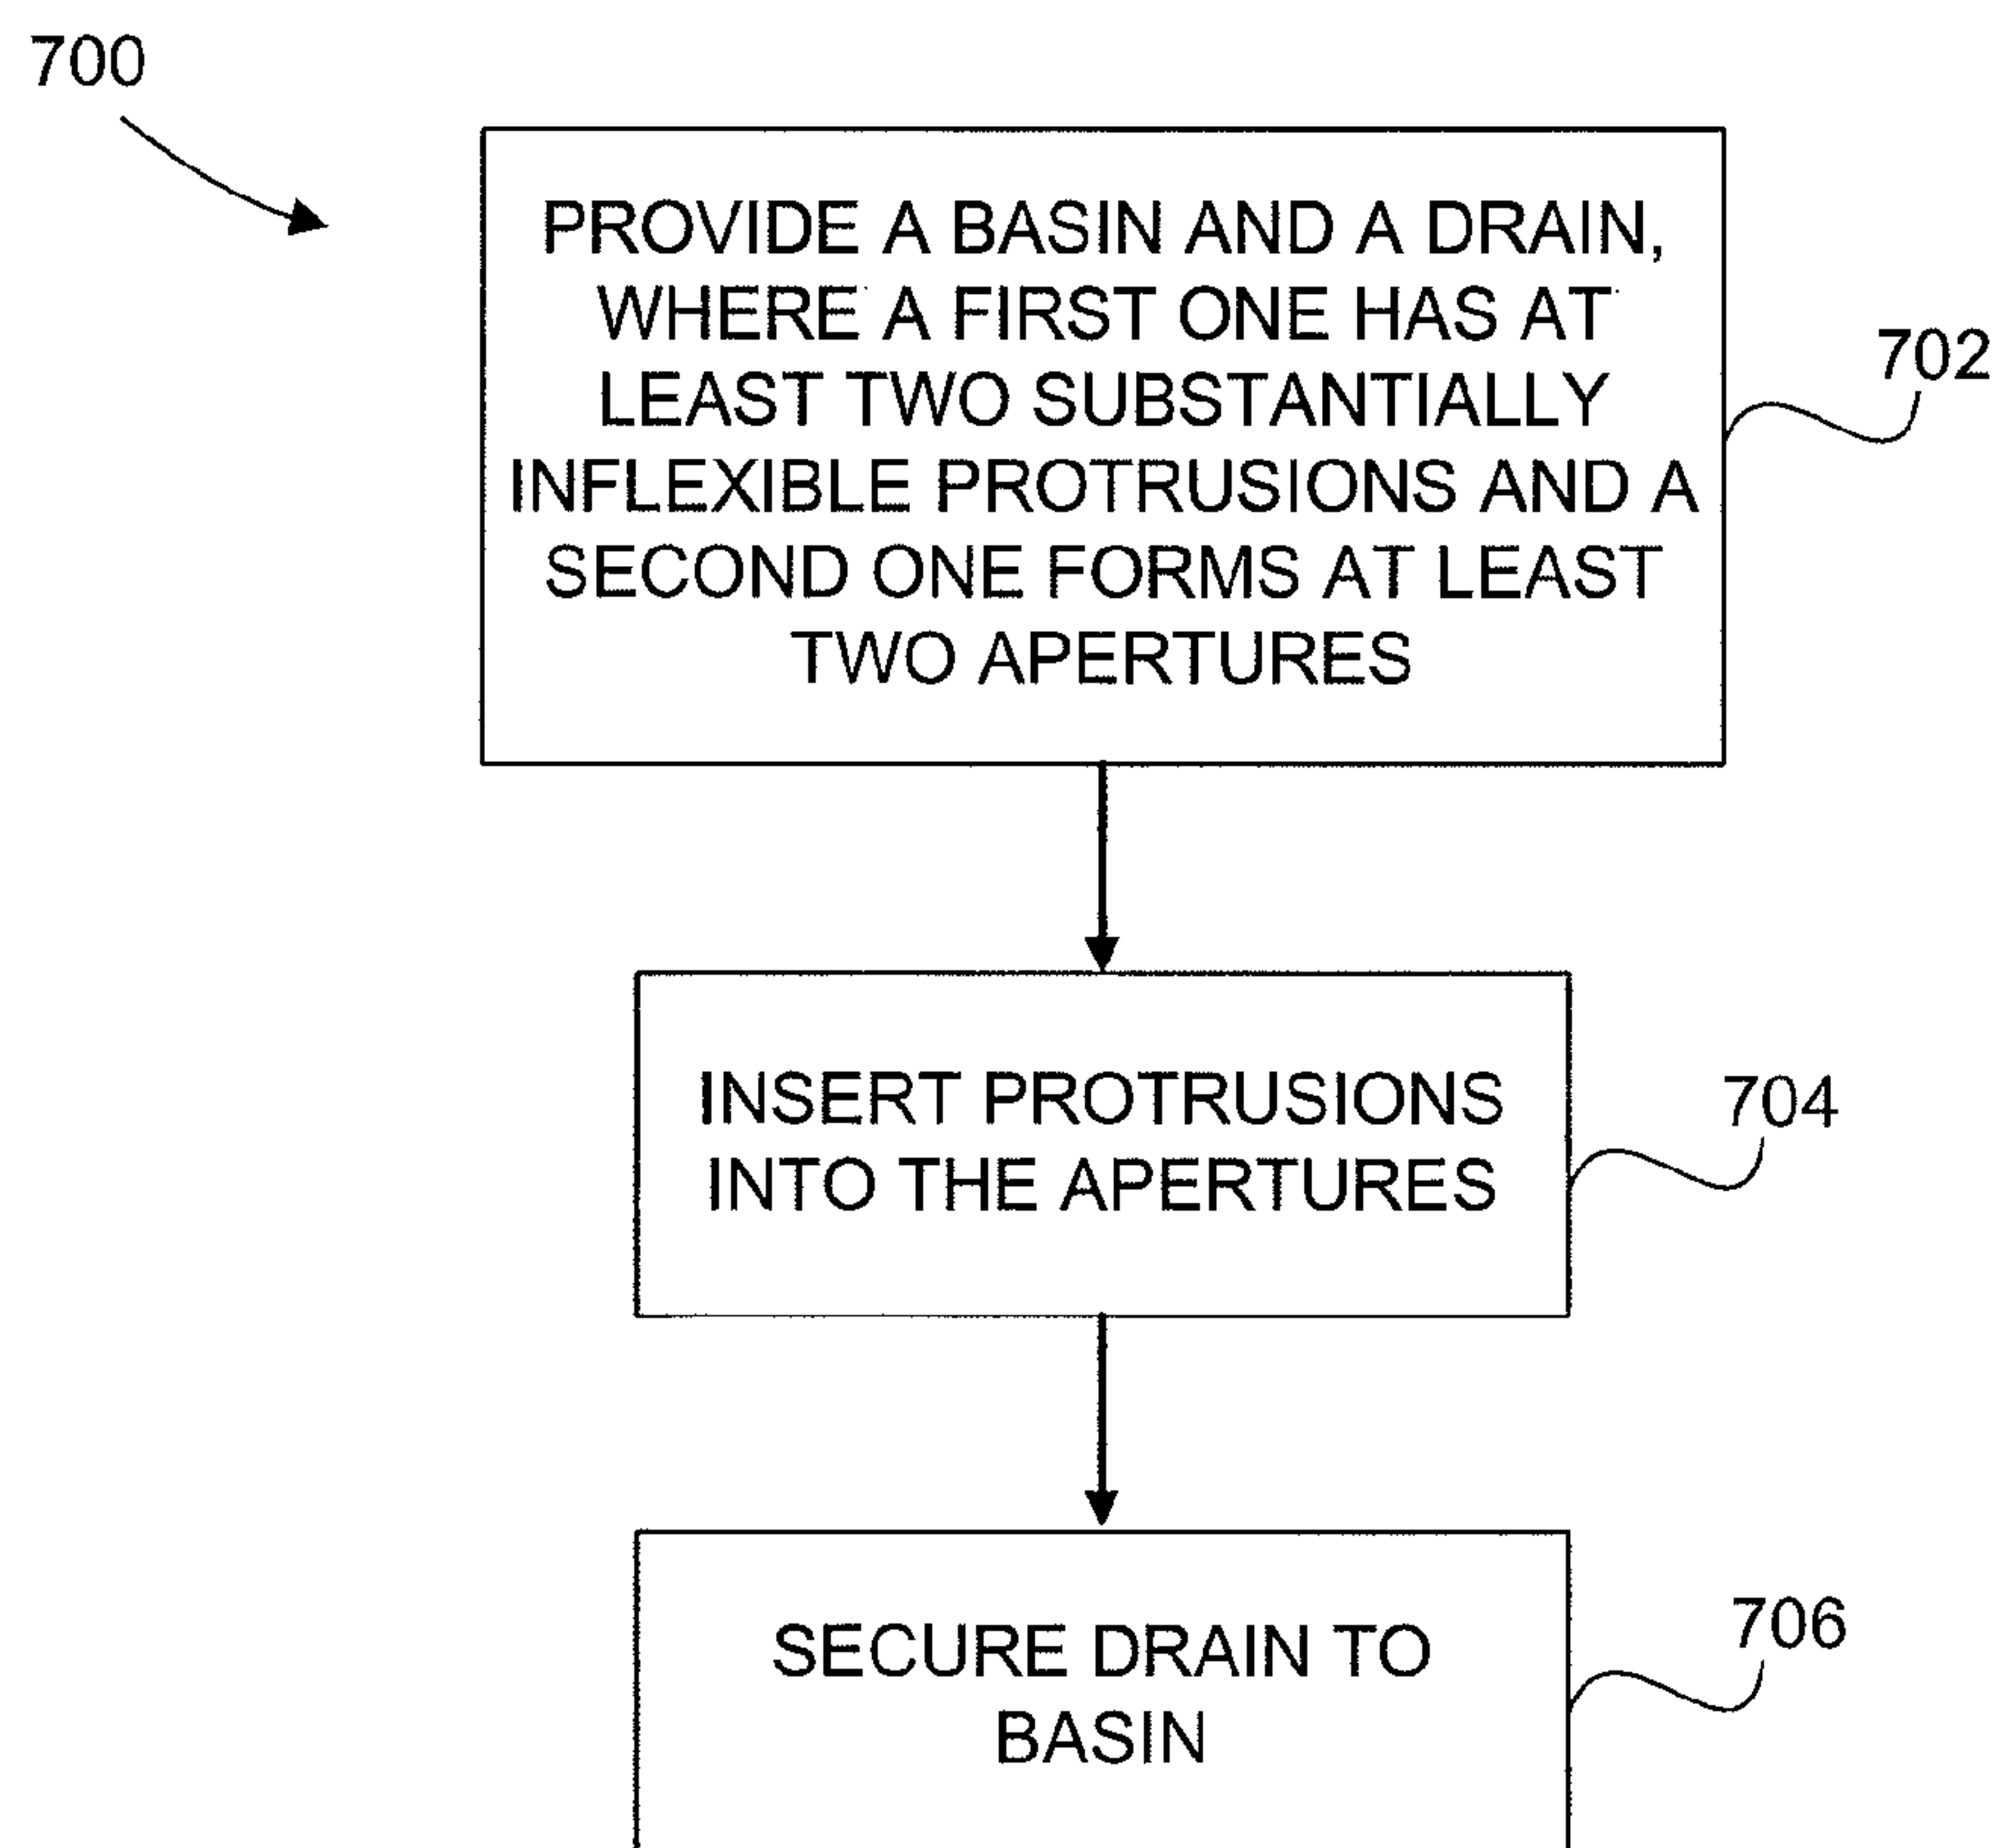 700
PROVIDE A BASIN AND A DRAIN,
WHERE A FIRST ONE HAS AT
LEAST TWO SUBSTANTIALLY
INFLEXIBLE PROTRUSIONS AND A
SECOND ONE FORMS AT LEAST
TWO APERTURES
702
INSERT PROTRUSIONS
INTO THE APERTURES
704
SECURE DRAIN TO
BASIN
706